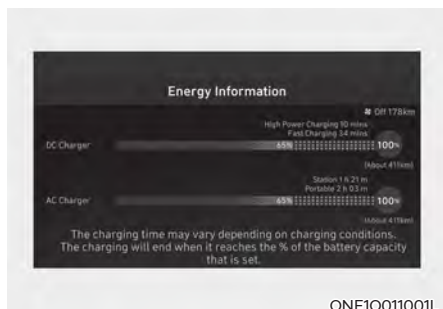 Energy Information
Off 178km
High Power Charging 10 mins
Fast Charging 34 mins
DC Charger
65%
100%
(About 411km)
Station 1 h 21 m
Portable 2 h 03 m
AC Charger
65%
100%
(About 411km)
The charging time may vary depending on charging conditions.
The charging will end when it reaches the % of the battery capacity
that is set.
ONE1Q011001L